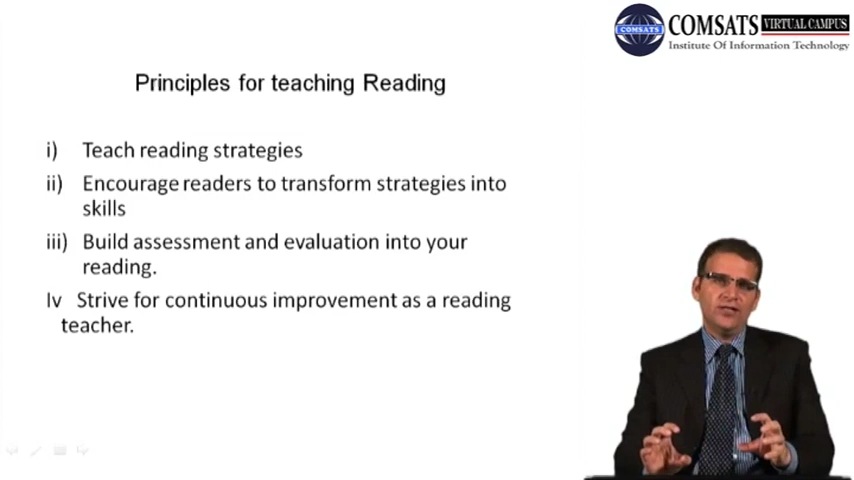 COMSATS
COMSATS VIRTUAL CAMPUS
Institute Of Information Technology
Principles for teaching Reading
i) Teach reading strategies
ii) Encourage readers to transform strategies into
skills
iii) Build assessment and evaluation into your
reading.
Iv Strive for continuous improvement as a reading
teacher.